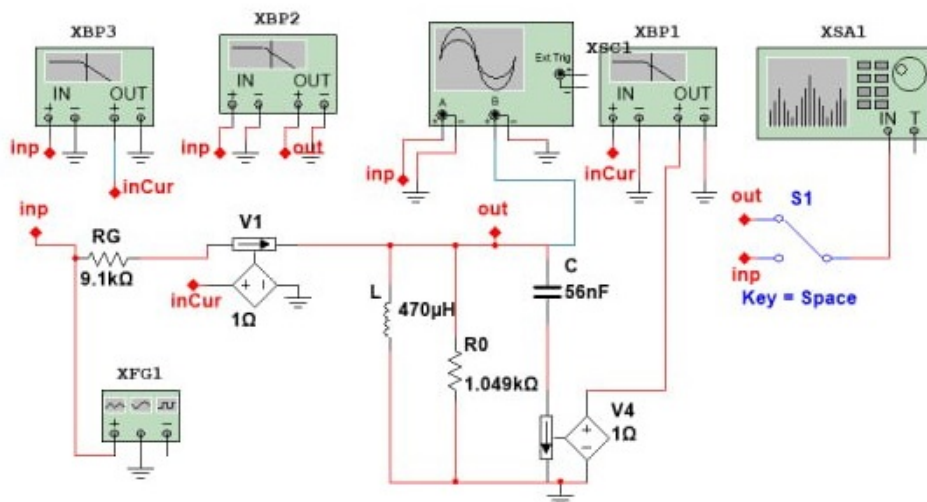 XBP3
XBP2
XSC1
XBP1
XSA1
IN OUT
+ − + −
IN OUT
+ − + −
A B
Ext Trig
IN OUT
+ − + −
IN T
inp
inCur
inp
out
inp
inCur
out
S1
inp
Key = Space
inp
RG
9.1kΩ
V1
inCur
1Ω
out
L
470µH
C
56nF
R0
1.049kΩ
V4
1Ω
XFG1
+ −